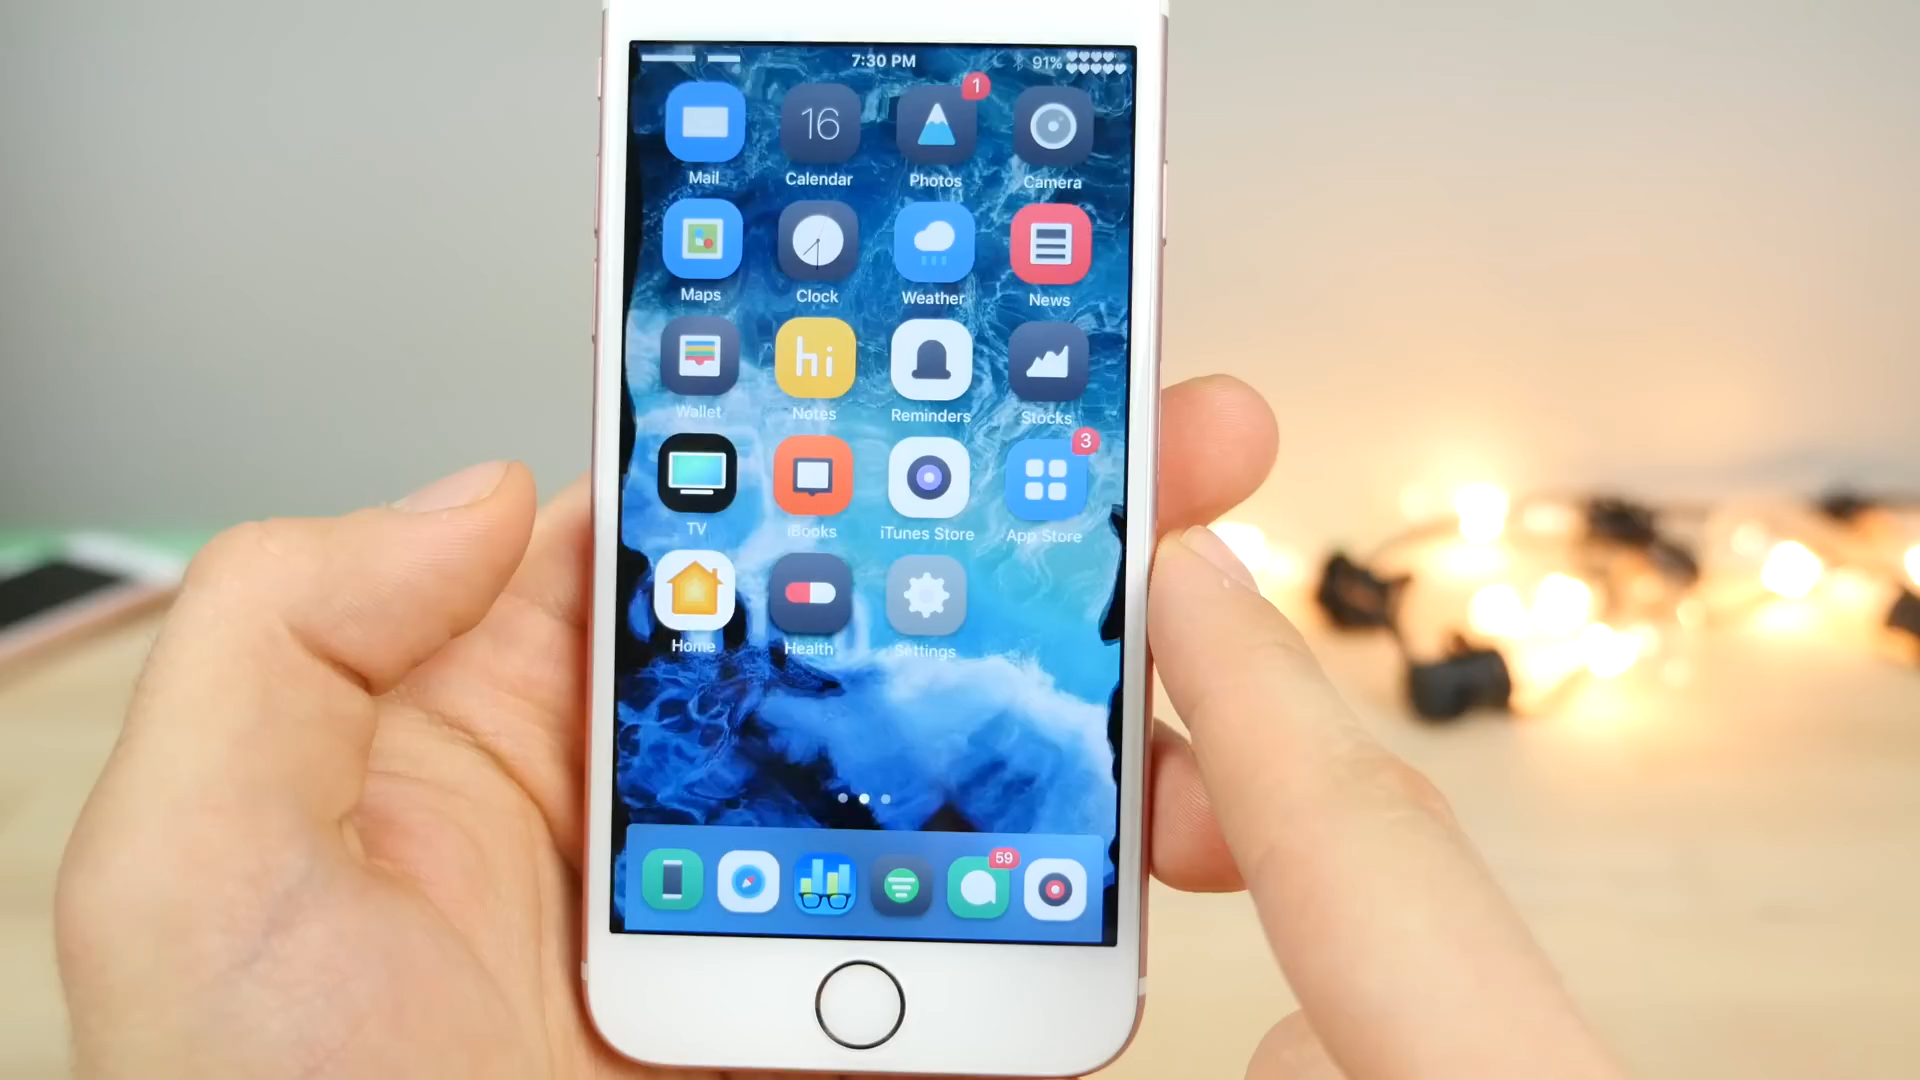 7:30 PM 91%
1
16
Mail Calendar Photos Camera
Maps Clock Weather News
hi
Wallet Notes Reminders Stocks
3
TV iBooks iTunes Store App Store
Home Health Settings
59